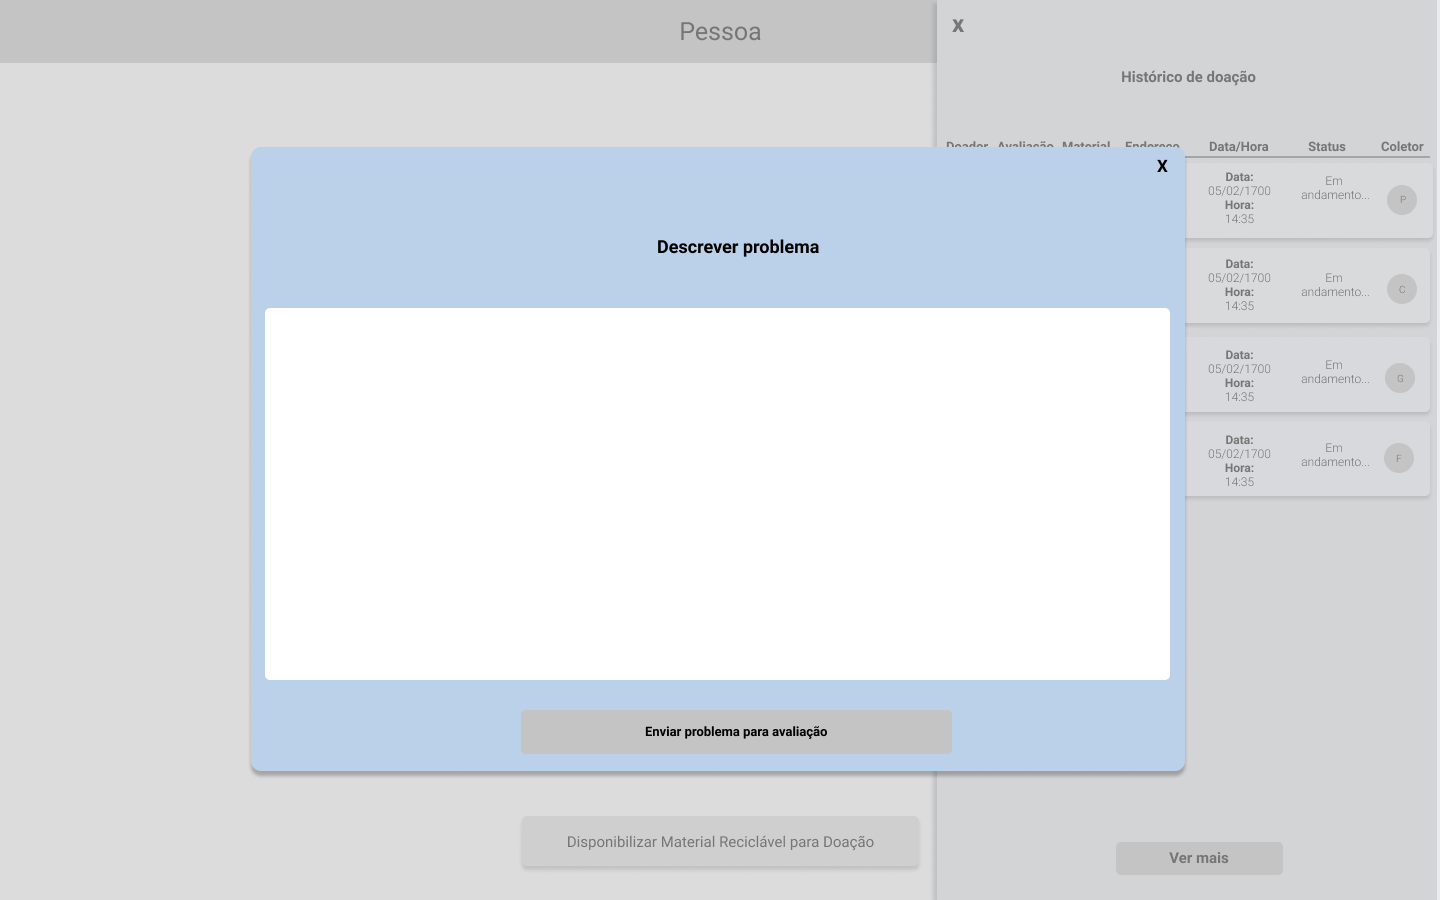 Pessoa
X
Histórico de doação
Doador Avaliação Material Endereço Data/Hora Status Coletor
X
Descrever problema
Enviar problema para avaliação
Data:
05/02/1700
Hora:
14:35
Em
andamento...
P
Data:
05/02/1700
Hora:
14:35
Em
andamento...
C
Data:
05/02/1700
Hora:
14:35
Em
andamento...
G
Data:
05/02/1700
Hora:
14:35
Em
andamento...
F
Disponibilizar Material Reciclável para Doação
Ver mais